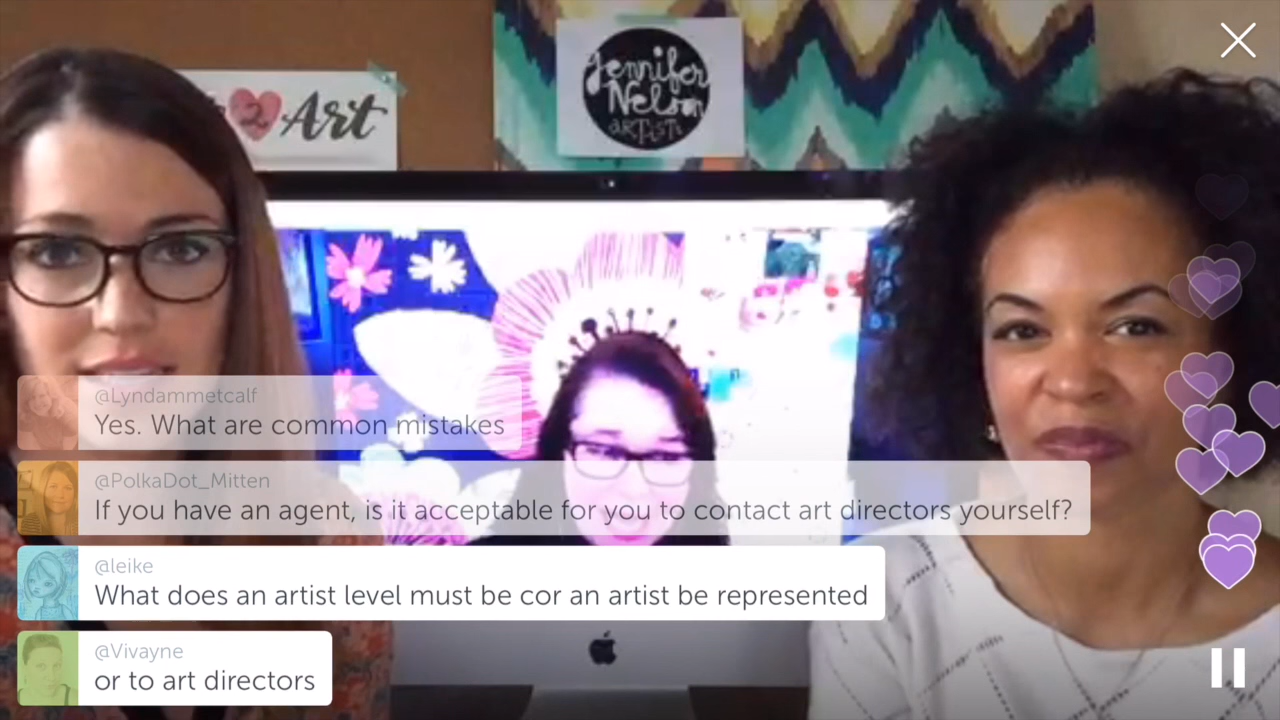 2 Art
Jennifer
Nelson
ARTIST
@Lyndammetcalf
Yes. What are common mistakes
@PolkaDot_Mitten
If you have an agent, is it acceptable for you to contact art directors yourself?
@leike
What does an artist level must be cor an artist be represented
@Vivayne
or to art directors